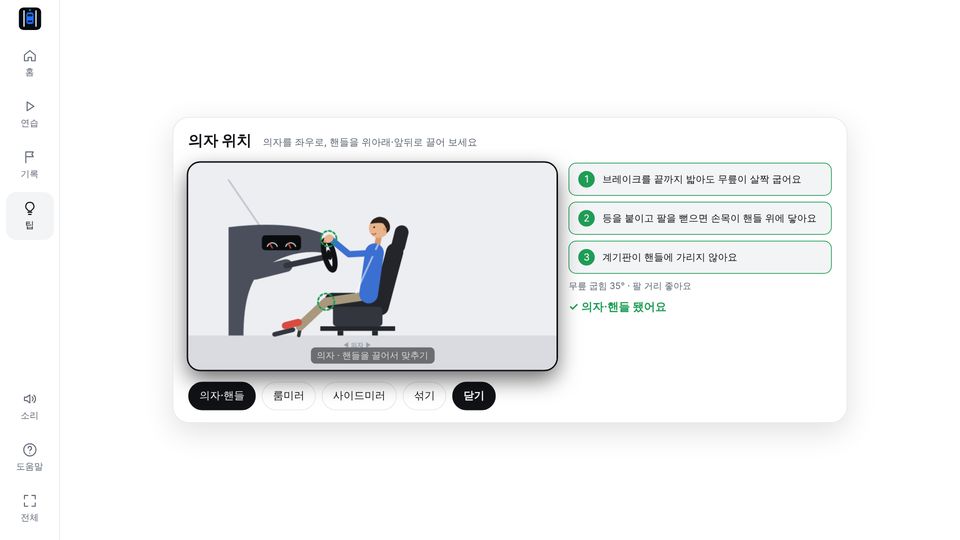 홈
연습
기록
팁
소리
도움말
전체
의자 위치 의자를 좌우로, 핸들을 위아래·앞뒤로 끌어 보세요
◀ 의자 ▶
의자 · 핸들을 끌어서 맞추기
1 브레이크를 끝까지 밟아도 무릎이 살짝 굽어요
2 등을 붙이고 팔을 뻗으면 손목이 핸들 위에 닿아요
3 계기판이 핸들에 가리지 않아요
무릎 굽힘 35° · 팔 거리 좋아요
✓ 의자·핸들 됐어요
의자·핸들 룸미러 사이드미러 섞기 닫기